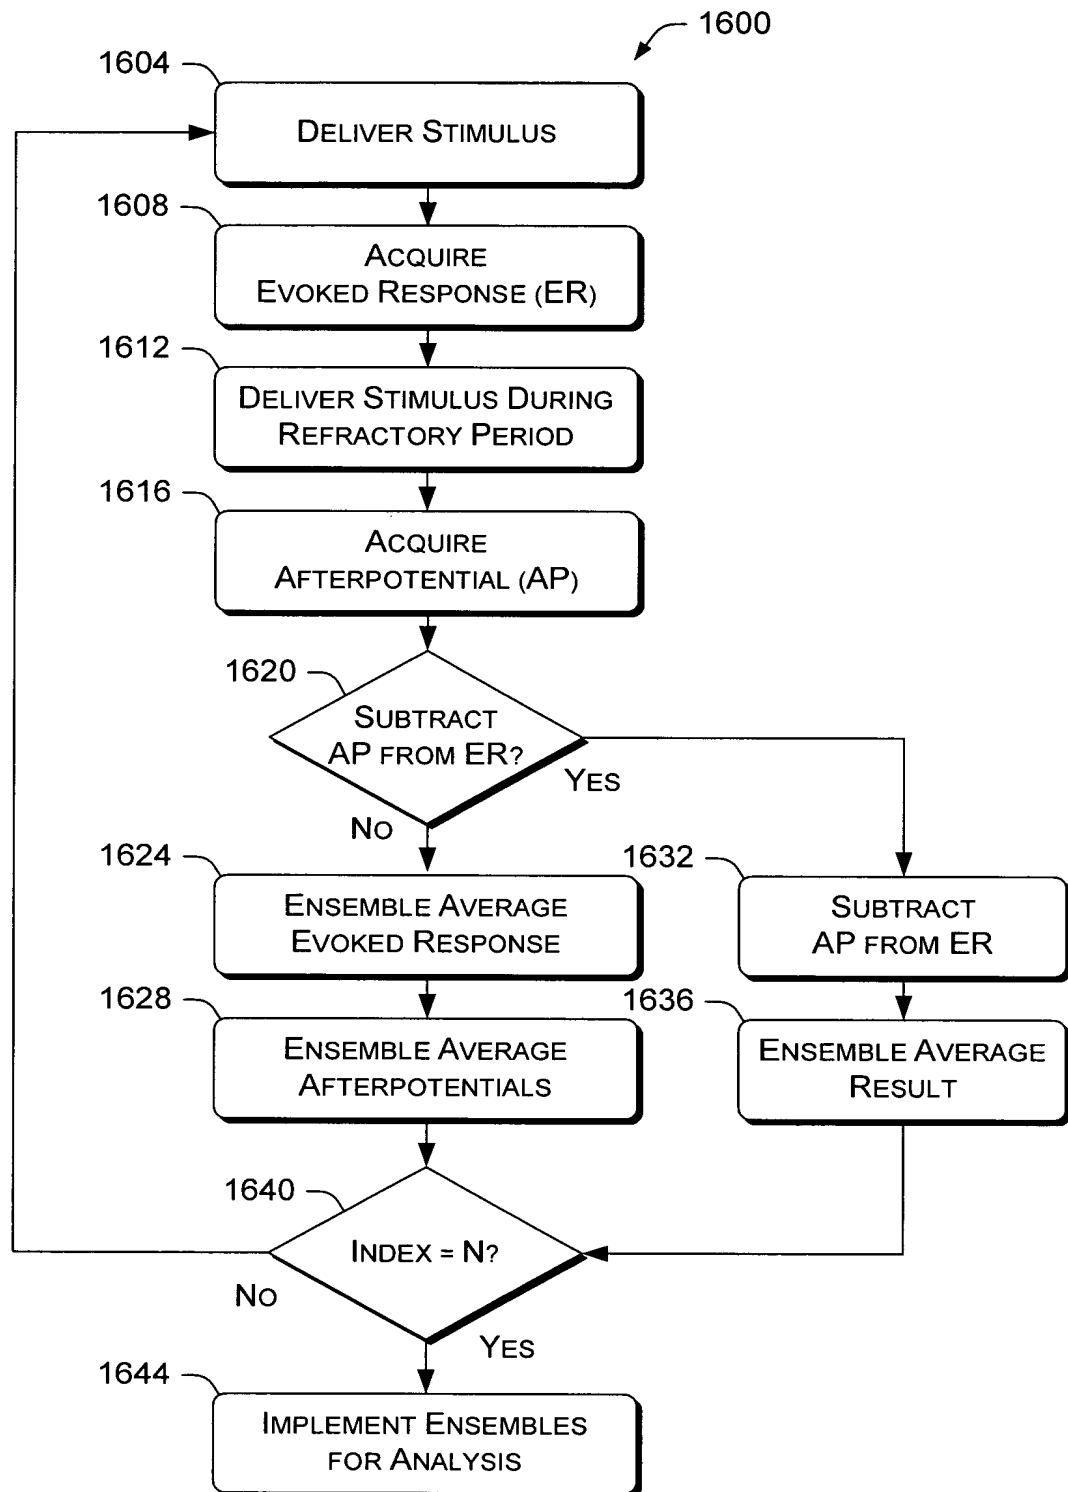 1600
1604
DELIVER STIMULUS
1608
ACQUIRE
EVOKED RESPONSE (ER)
1612
DELIVER STIMULUS DURING
REFRACTORY PERIOD
1616
ACQUIRE
AFTERPOTENTIAL (AP)
1620
SUBTRACT
AP FROM ER?
YES
NO
1624
ENSEMBLE AVERAGE
EVOKED RESPONSE
1632
SUBTRACT
AP FROM ER
1628
ENSEMBLE AVERAGE
AFTERPOTENTIALS
1636
ENSEMBLE AVERAGE
RESULT
1640
INDEX = N?
NO
YES
1644
IMPLEMENT ENSEMBLES
FOR ANALYSIS